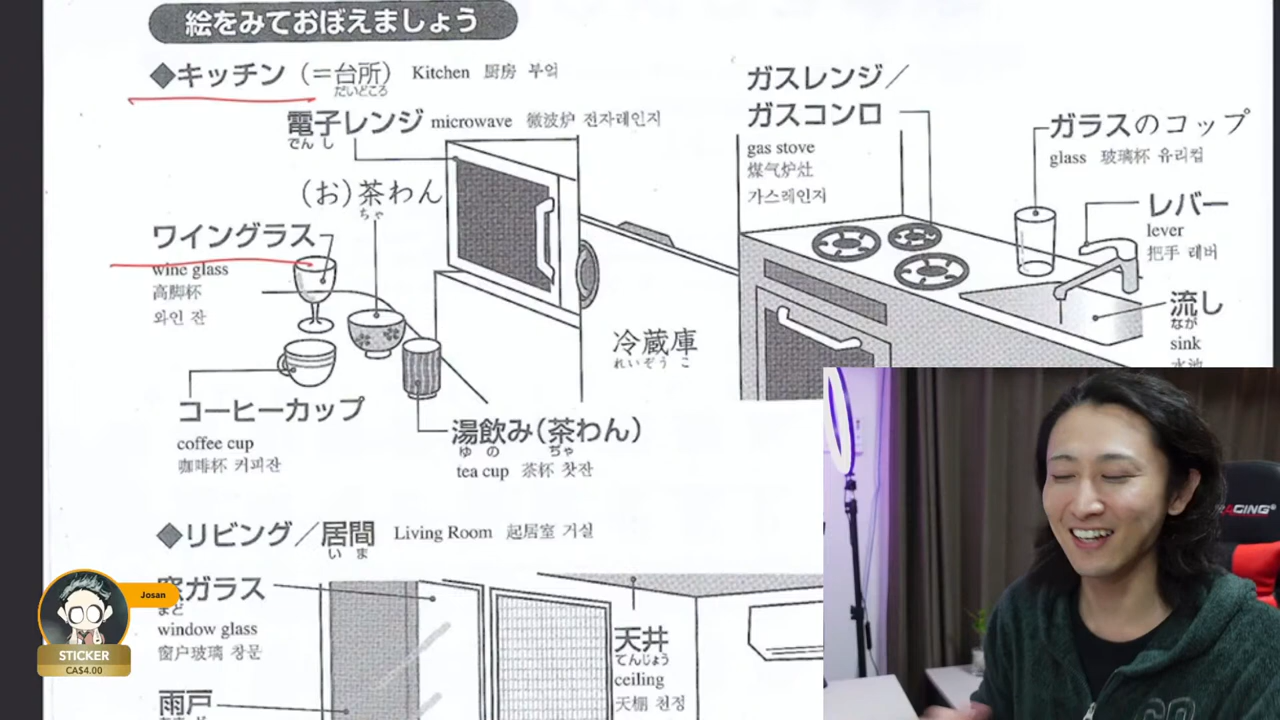 絵をみておぼえましょう
◆キッチン（＝台所） Kitchen 厨房 부엌
だいどころ
電子レンジ microwave 微波炉 전자레인지
でん し
（お）茶わん
ちゃ
ワイングラス
wine glass
高脚杯
와인 잔
コーヒーカップ
coffee cup
咖啡杯 커피잔
湯飲み（茶わん）
ゆ の ぢゃ
tea cup 茶杯 찻잔
冷蔵庫
れいぞう こ
ガスレンジ／
ガスコンロ
gas stove
煤气炉灶
가스레인지
ガラスのコップ
glass 玻璃杯 유리컵
レバー
lever
把手 레버
流し
なが
sink
◆リビング／居間 Living Room 起居室 거실
い ま
窓ガラス
まど
window glass
窗户玻璃 창문
雨戸
天井
てんじょう
ceiling
天棚 천정
Josan
STICKER
CA$4.00